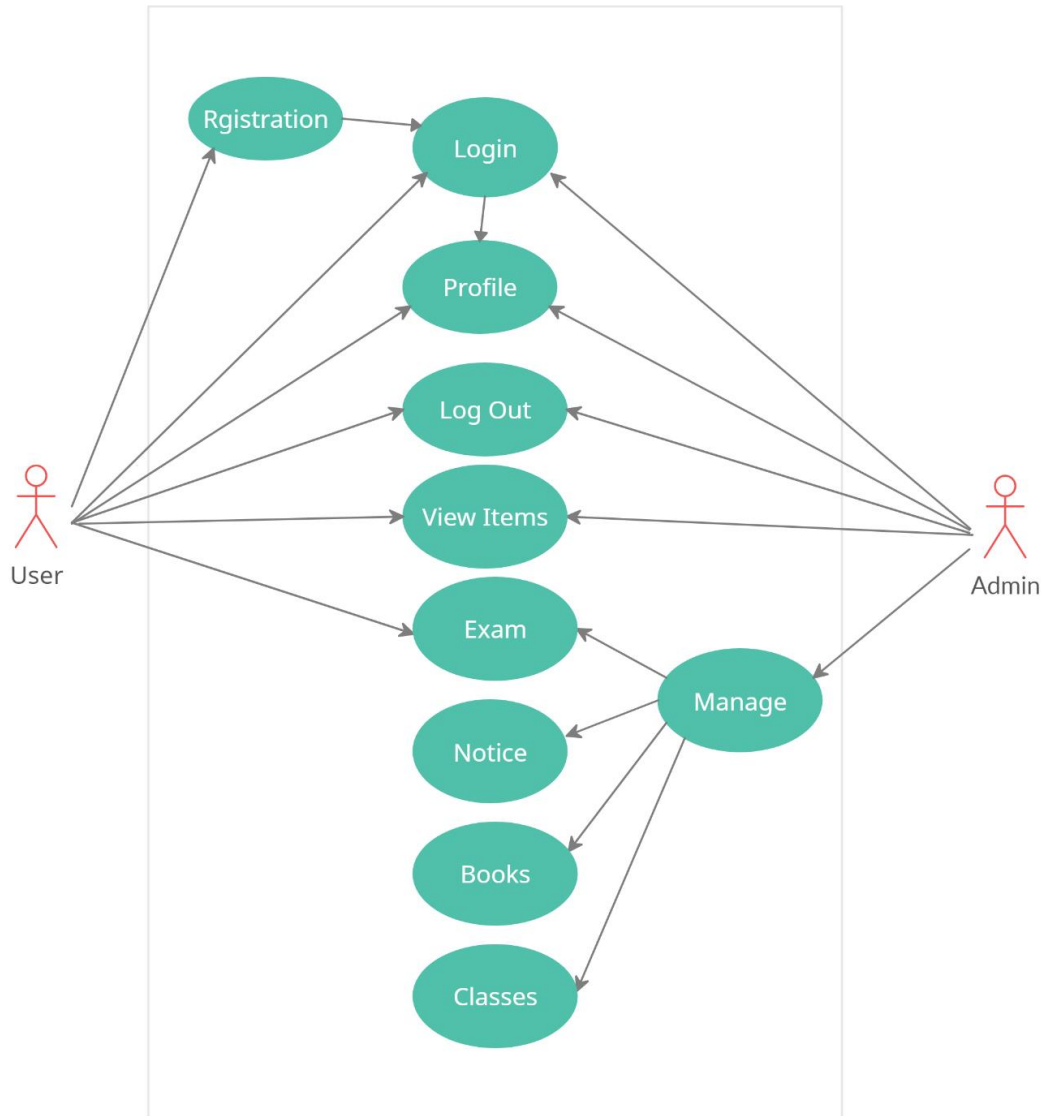 Rgistration
Login
Profile
Log Out
View Items
User
Admin
Exam
Manage
Notice
Books
Classes